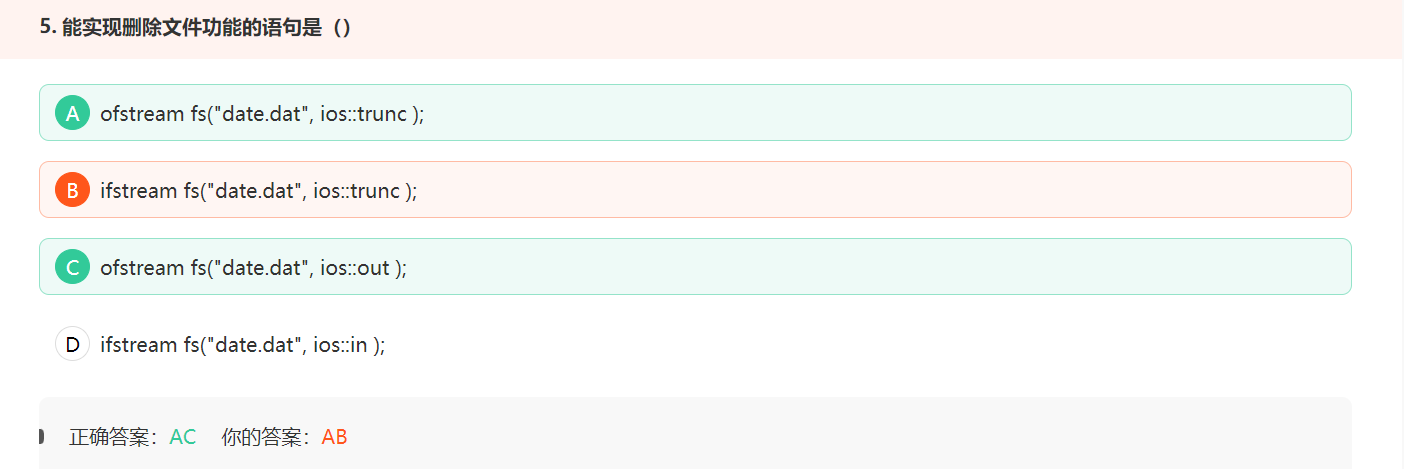 5. 能实现删除文件功能的语句是（）
A ofstream fs("date.dat", ios::trunc );
B ifstream fs("date.dat", ios::trunc );
C ofstream fs("date.dat", ios::out );
D ifstream fs("date.dat", ios::in );
正确答案：AC 你的答案：AB